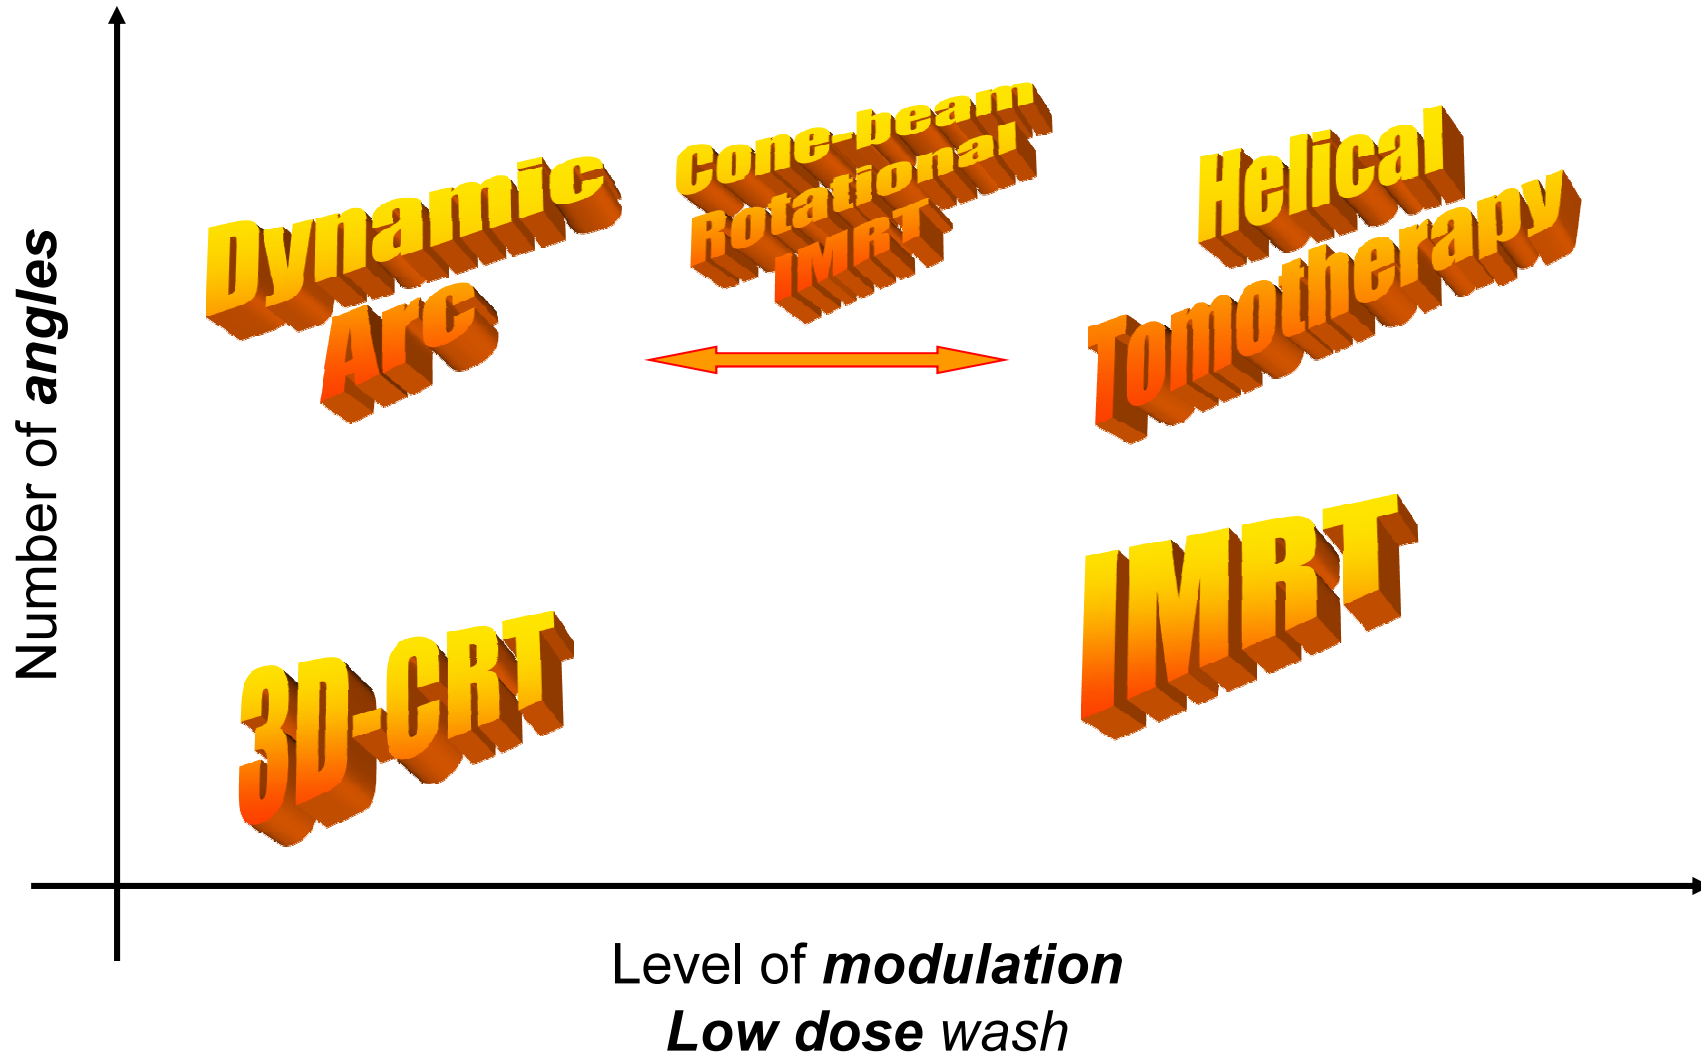 Number of angles
Dynamic
Arc
Cone-beam
Rotational
IMRT
Helical
Tomotherapy
3D-CRT
IMRT
Level of modulation
Low dose wash